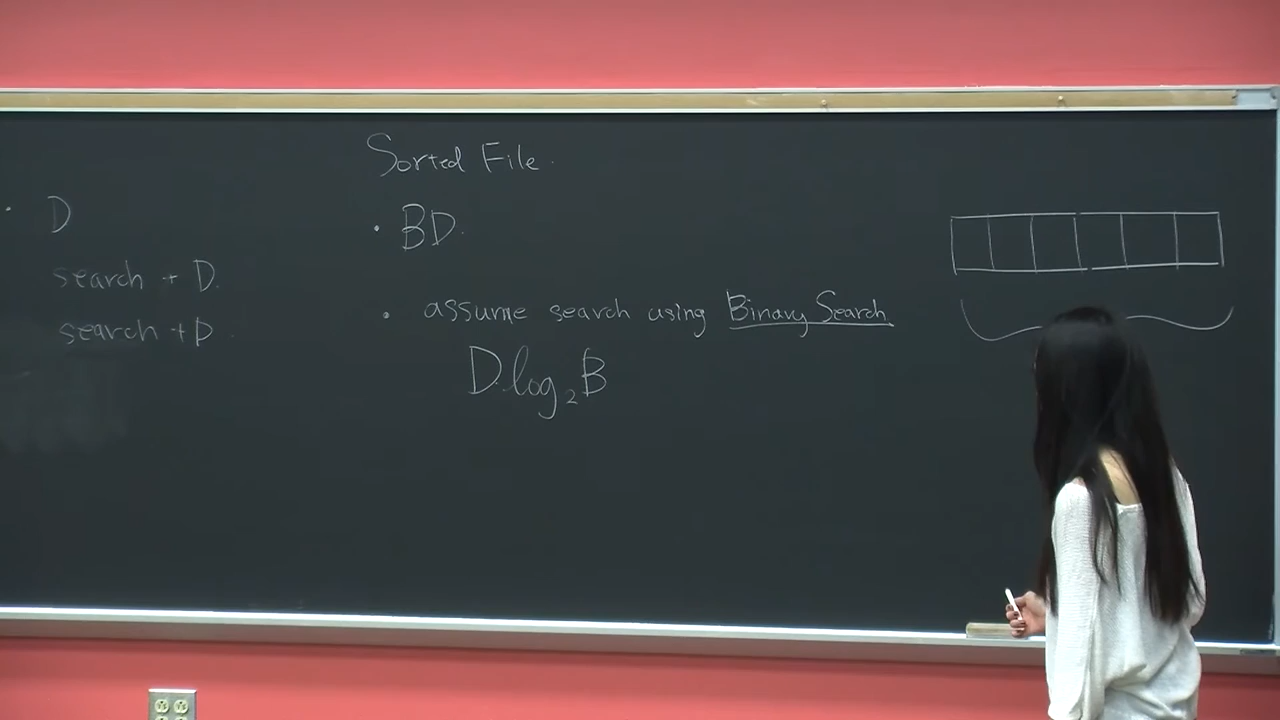 • D
search + D.
search + D.
Sorted File.
• BD.
• assume search using Binary Search.
D log₂B